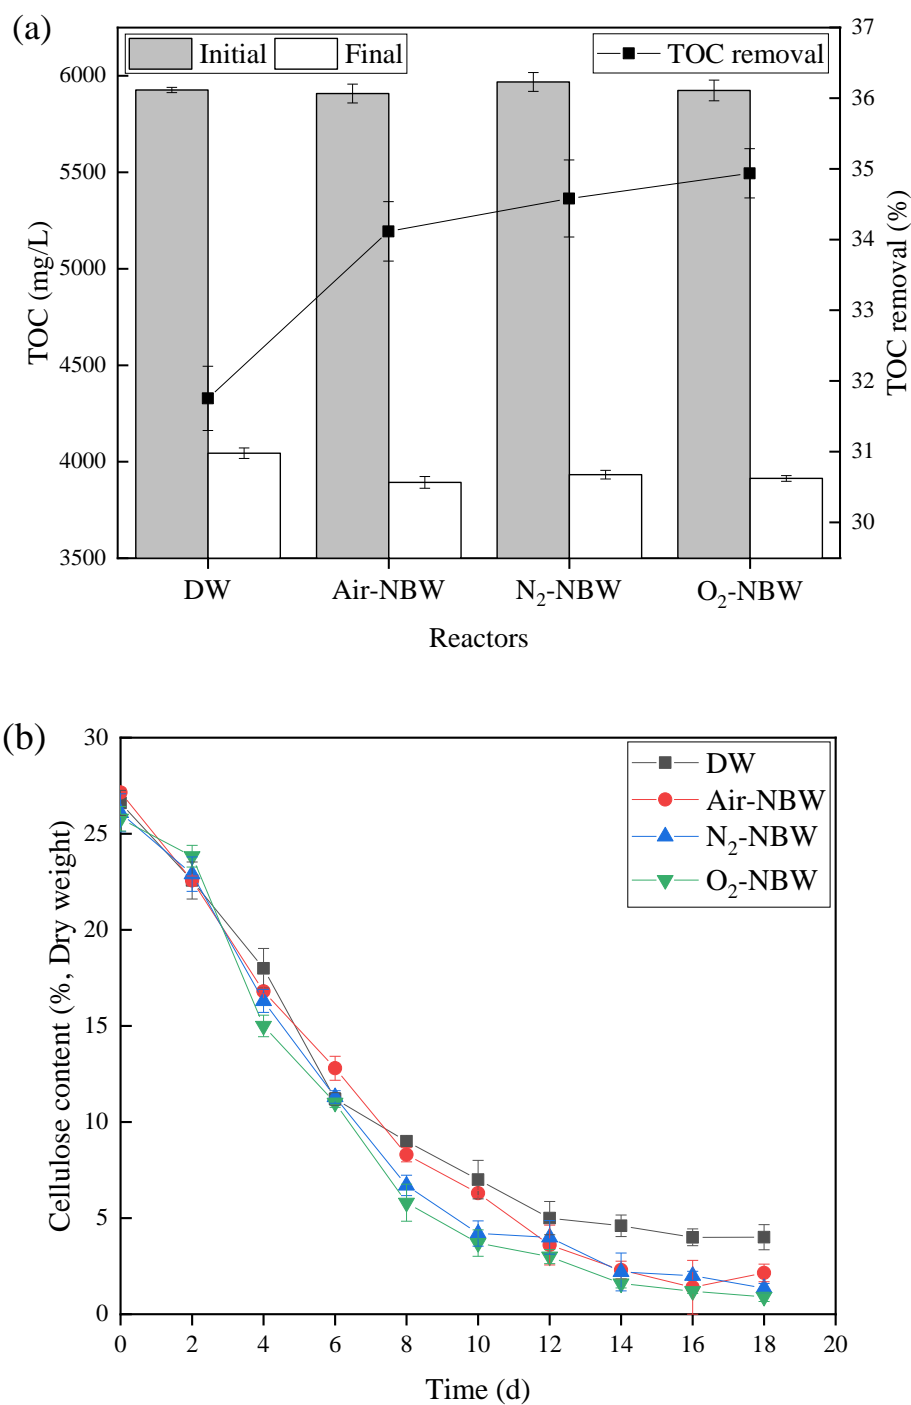 (a)
Initial
Final
TOC removal
6000
5500
5000
4500
4000
3500
TOC (mg/L)
37
36
35
34
33
32
31
30
TOC removal (%)
DW
Air-NBW
N₂-NBW
O₂-NBW
Reactors
(b)
DW
Air-NBW
N₂-NBW
O₂-NBW
30
25
20
15
10
5
0
Cellulose content (%, Dry weight)
0 2 4 6 8 10 12 14 16 18 20
Time (d)